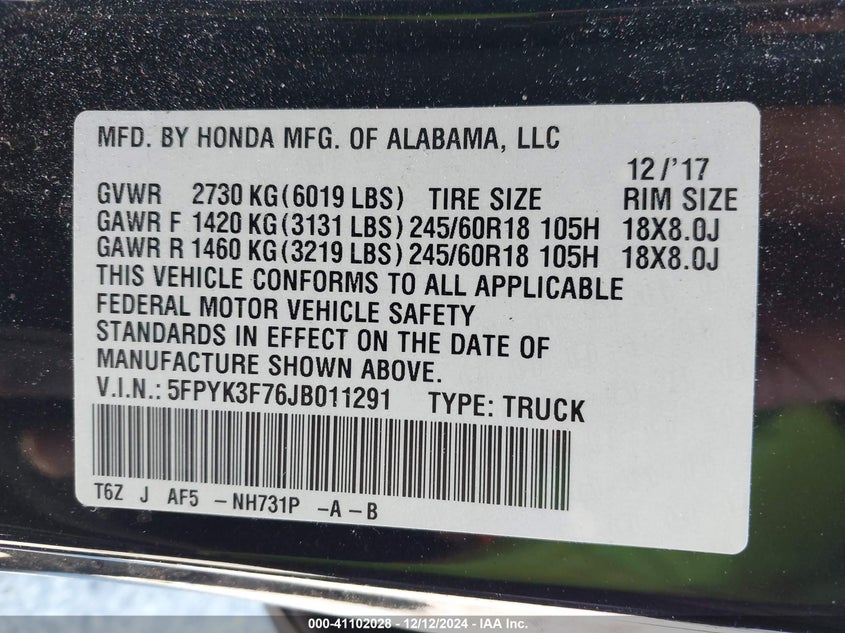 MFD. BY HONDA MFG. OF ALABAMA, LLC
12/'17
GVWR 2730 KG(6019 LBS) TIRE SIZE RIM SIZE
GAWR F 1420 KG(3131 LBS) 245/60R18 105H 18X8.0J
GAWR R 1460 KG(3219 LBS) 245/60R18 105H 18X8.0J
THIS VEHICLE CONFORMS TO ALL APPLICABLE
FEDERAL MOTOR VEHICLE SAFETY
STANDARDS IN EFFECT ON THE DATE OF
MANUFACTURE SHOWN ABOVE.
V.I.N.: 5FPYK3F76JB011291 TYPE: TRUCK
T6Z J AF5 -NH731P -A-B
000-41102028 - 12/12/2024 - IAA Inc.